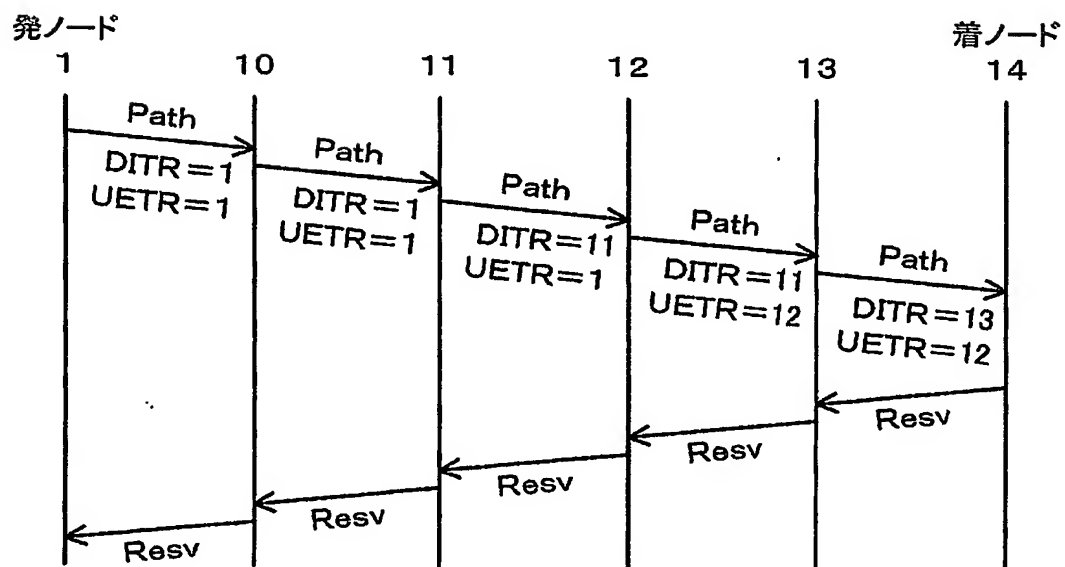 発ノード
着ノード
1
10
11
12
13
14
Path
DITR=1
UETR=1
Path
DITR=1
UETR=1
Path
DITR=11
UETR=1
Path
DITR=11
UETR=12
Path
DITR=13
UETR=12
Resv
Resv
Resv
Resv
Resv